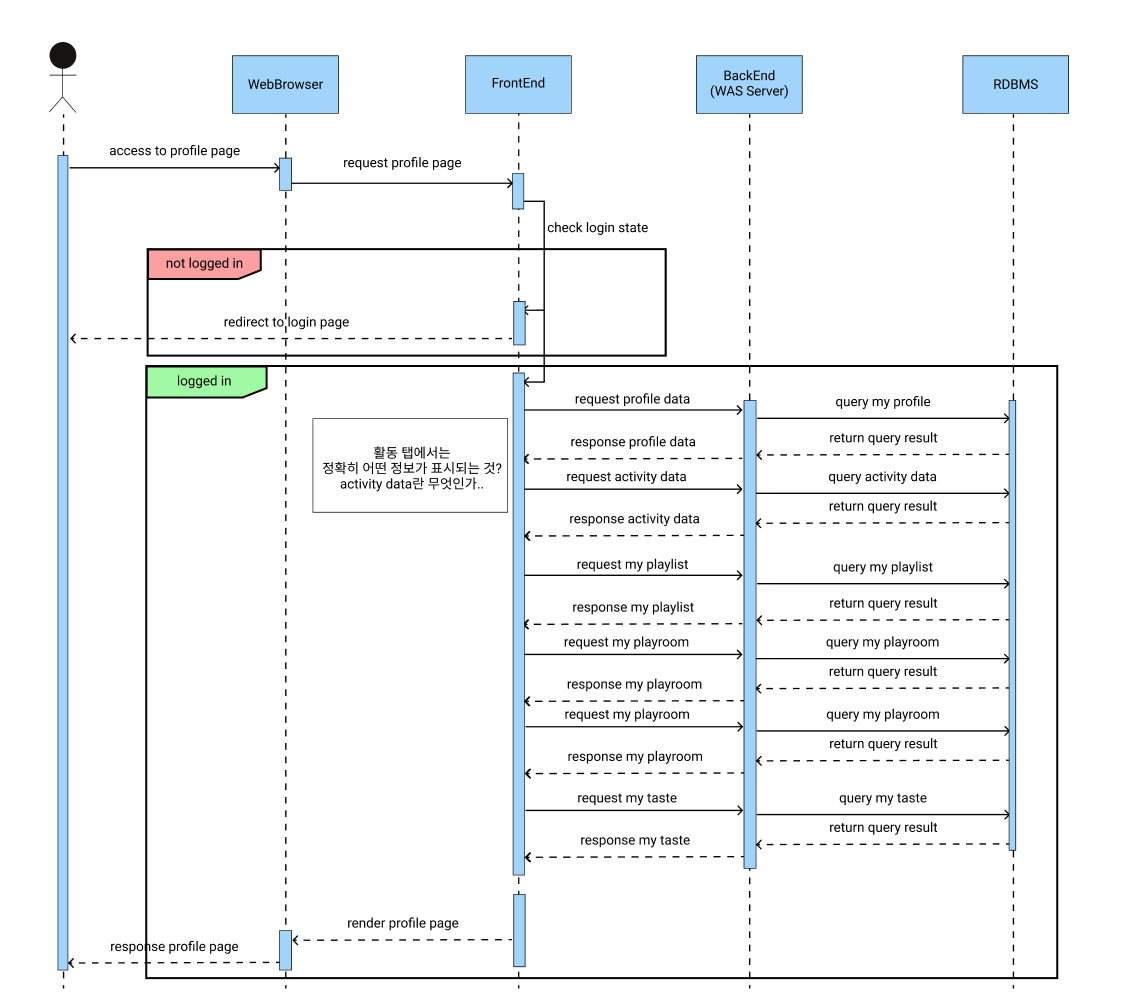 WebBrowser
FrontEnd
BackEnd
(WAS Server)
RDBMS
access to profile page
request profile page
check login state
not logged in
redirect to login page
logged in
request profile data
query my profile
return query result
response profile data
활동 탭에서는
정확히 어떤 정보가 표시되는 것?
activity data란 무엇인가..
request activity data
query activity data
return query result
response activity data
request my playlist
query my playlist
return query result
response my playlist
request my playroom
query my playroom
return query result
response my playroom
request my playroom
query my playroom
return query result
response my playroom
request my taste
query my taste
return query result
response my taste
render profile page
response profile page